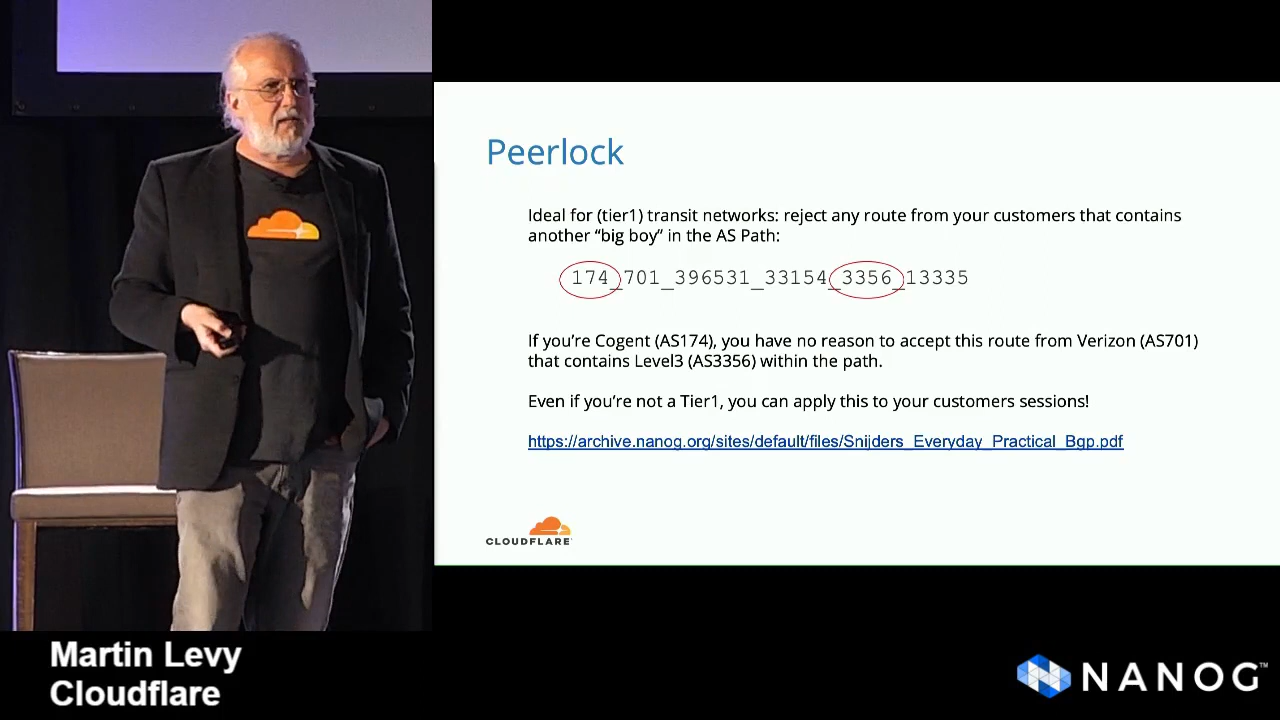 Peerlock
Ideal for (tier1) transit networks: reject any route from your customers that contains
another “big boy” in the AS Path:
174_701_396531_33154_3356_13335
If you're Cogent (AS174), you have no reason to accept this route from Verizon (AS701)
that contains Level3 (AS3356) within the path.
Even if you're not a Tier1, you can apply this to your customers sessions!
https://archive.nanog.org/sites/default/files/Snijders_Everyday_Practical_Bgp.pdf
CLOUDFLARE
Martin Levy
Cloudflare
NANOG™